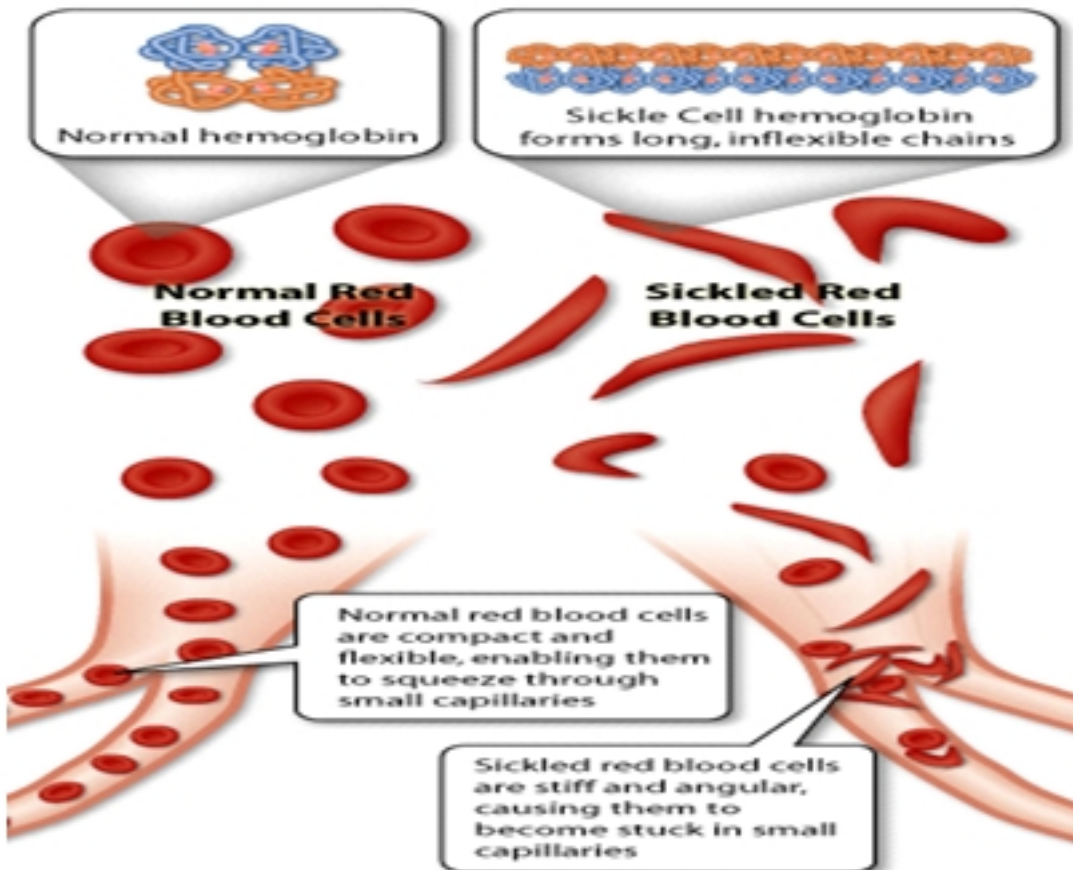 Normal hemoglobin
Sickle Cell hemoglobin
forms long, inflexible chains
Normal Red
Blood Cells
Sickled Red
Blood Cells
Normal red blood cells
are compact and
flexible, enabling them
to squeeze through
small capillaries
Sickled red blood cells
are stiff and angular,
causing them to
become stuck in small
capillaries